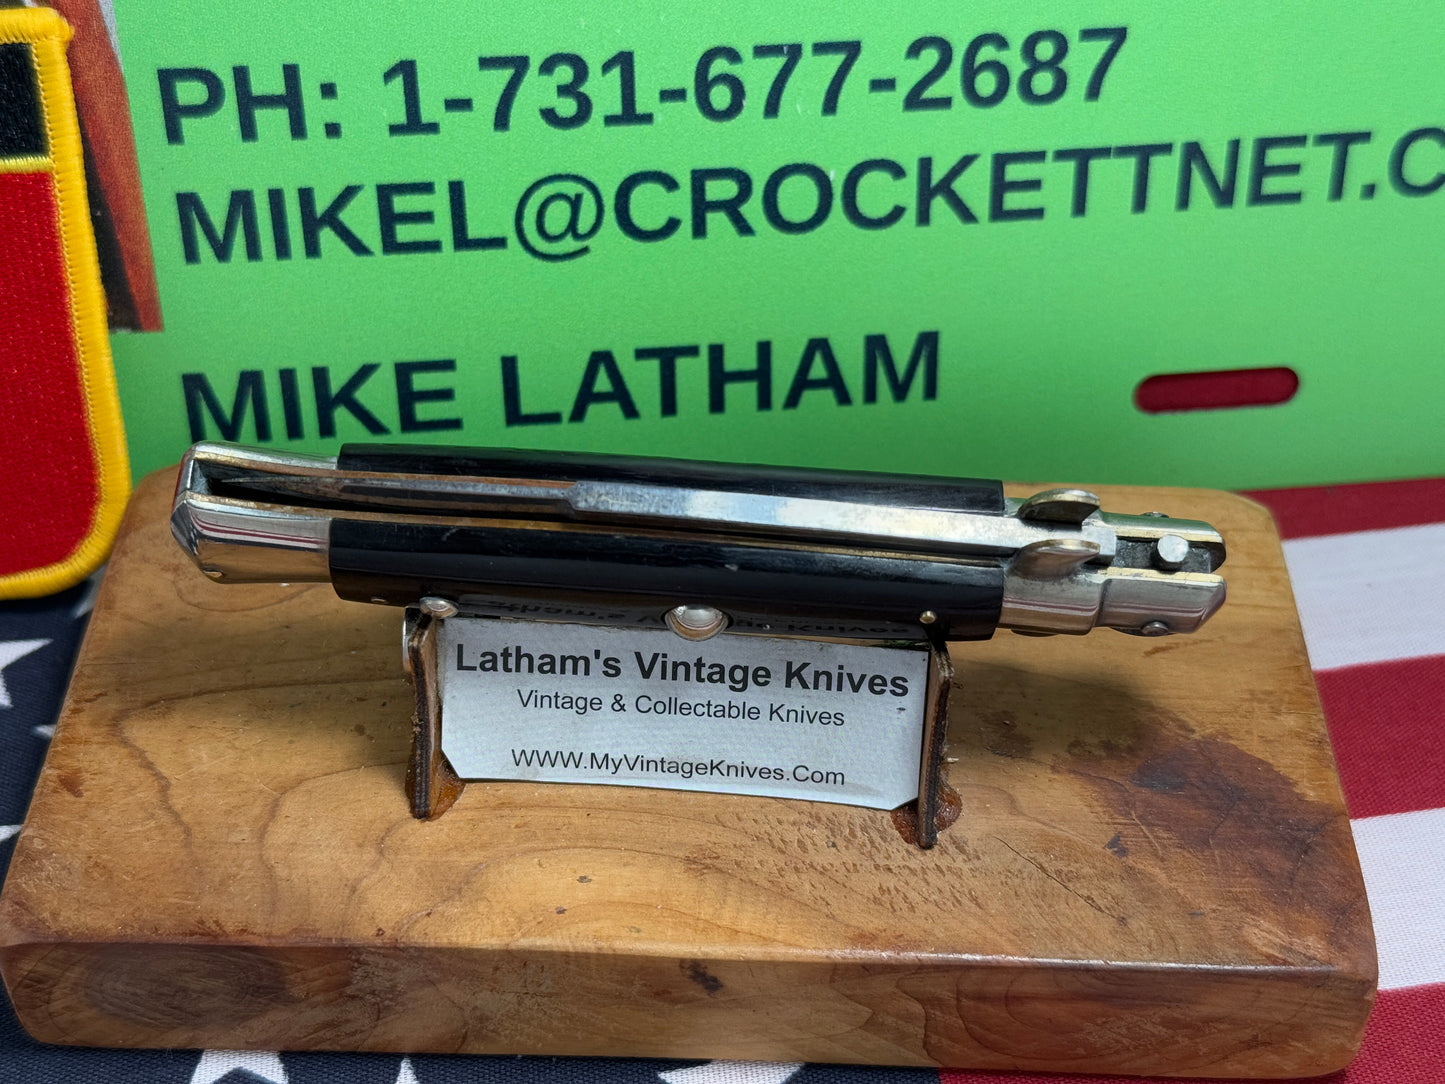 PH: 1-731-677-2687
MIKEL@CROCKETTNET.C
MIKE LATHAM
Latham's Vintage Knives
Vintage & Collectable Knives
WWW.MyVintageKnives.Com